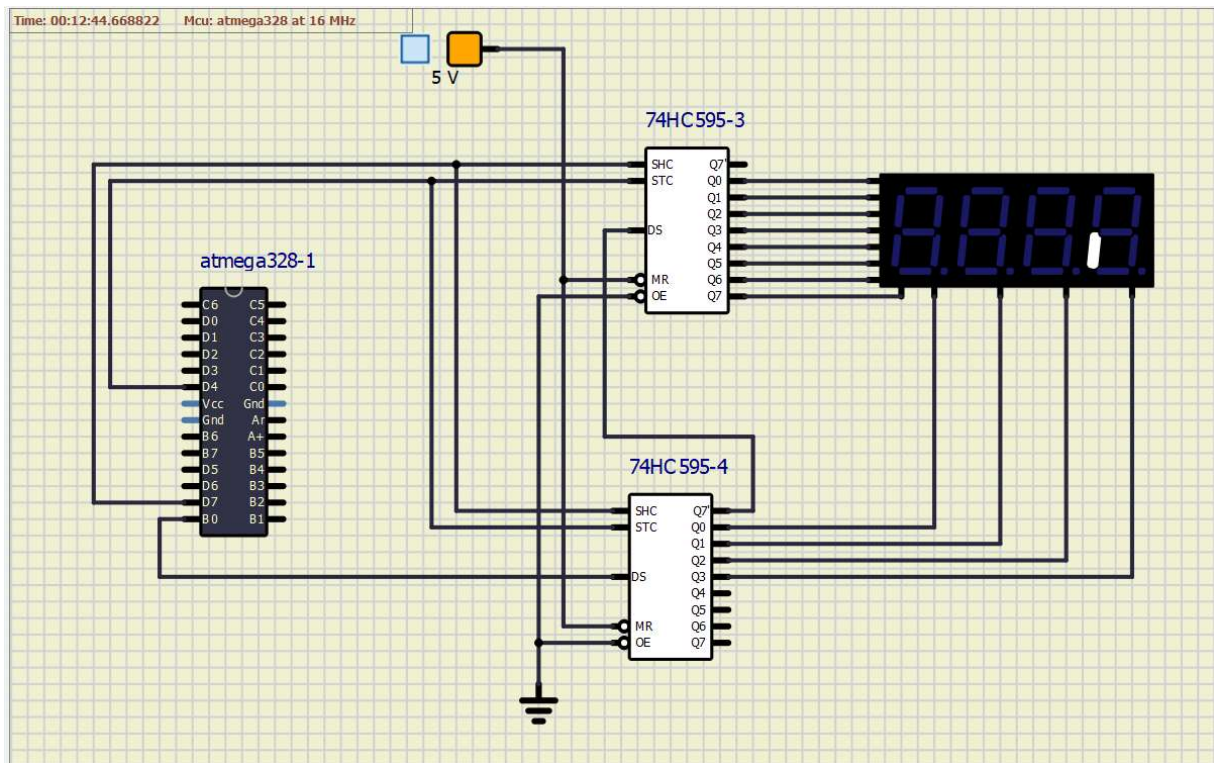 Time: 00:12:44.668822 Mcu: atmega328 at 16 MHz
5 V
74HC595-3
SHC Q7'
STC Q0
Q1
Q2
DS Q3
Q4
Q5
MR Q6
OE Q7
atmega328-1
C6 C5
D0 C4
D1 C3
D2 C2
D3 C1
D4 C0
Vcc Gnd
Gnd Ar
B6 A+
B7 B5
D5 B4
D6 B3
D7 B2
B0 B1
74HC595-4
SHC Q7'
STC Q0
Q1
Q2
DS Q3
Q4
Q5
MR Q6
OE Q7